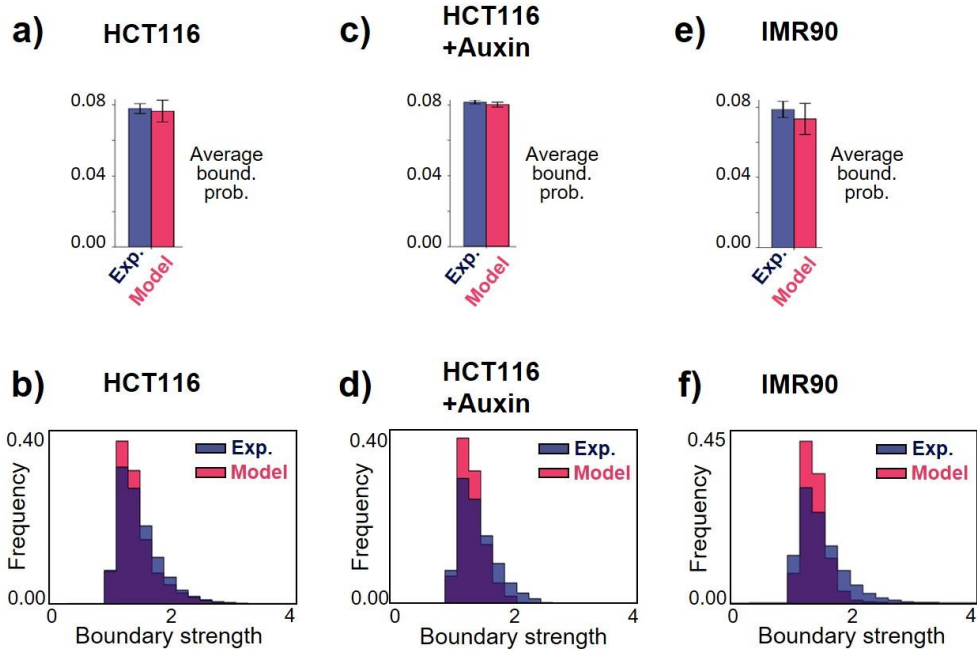 a) HCT116
0.08
0.04
0.00
Average
bound.
prob.
Exp.
Model
c) HCT116
+Auxin
0.08
0.04
0.00
Average
bound.
prob.
Exp.
Model
e) IMR90
0.08
0.04
0.00
Average
bound.
prob.
Exp.
Model
b) HCT116
0.40
0.00
Frequency
Exp.
Model
0 2 4
Boundary strength
d) HCT116
+Auxin
0.40
0.00
Frequency
Exp.
Model
0 2 4
Boundary strength
f) IMR90
0.45
0.00
Frequency
Exp.
Model
0 2 4
Boundary strength